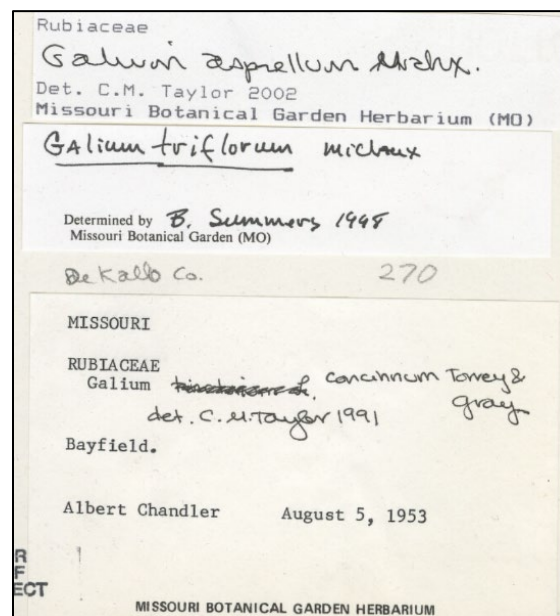 Rubiaceae
Galium asprellum Michx.
Det. C.M. Taylor 2002
Missouri Botanical Garden Herbarium (MO)
Galium triflorum michaux
Determined by B. Summers 1998
Missouri Botanical Garden (MO)
De Kalb Co. 270
MISSOURI
RUBIACEAE
Galium concinnum Torrey &
Gray
det. C.M. Taylor 1991
Bayfield.
Albert Chandler August 5, 1953
R
F
ECT
MISSOURI BOTANICAL GARDEN HERBARIUM